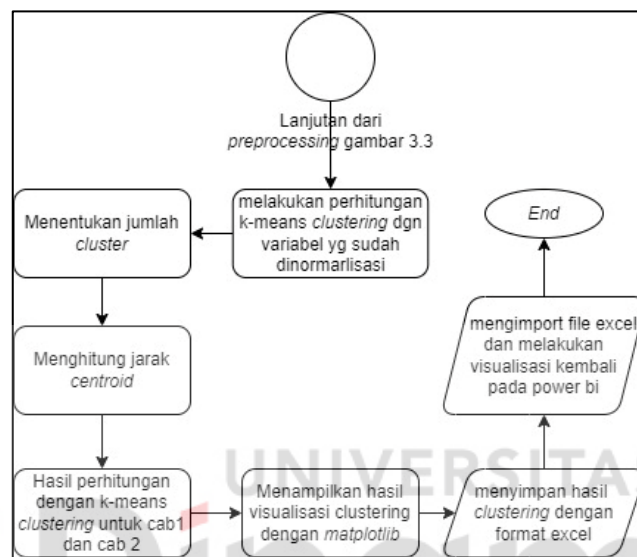 Lanjutan dari
preprocessing gambar 3.3
melakukan perhitungan
k-means clustering dgn
variabel yg sudah
dinormarlisasi
Menentukan jumlah
cluster
Menghitung jarak
centroid
Hasil perhitungan
dengan k-means
clustering untuk cab1
dan cab 2
Menampilkan hasil
visualisasi clustering
dengan matplotlib
menyimpan hasil
clustering dengan
format excel
mengimport file excel
dan melakukan
visualisasi kembali
pada power bi
End
UNIVERSITAS